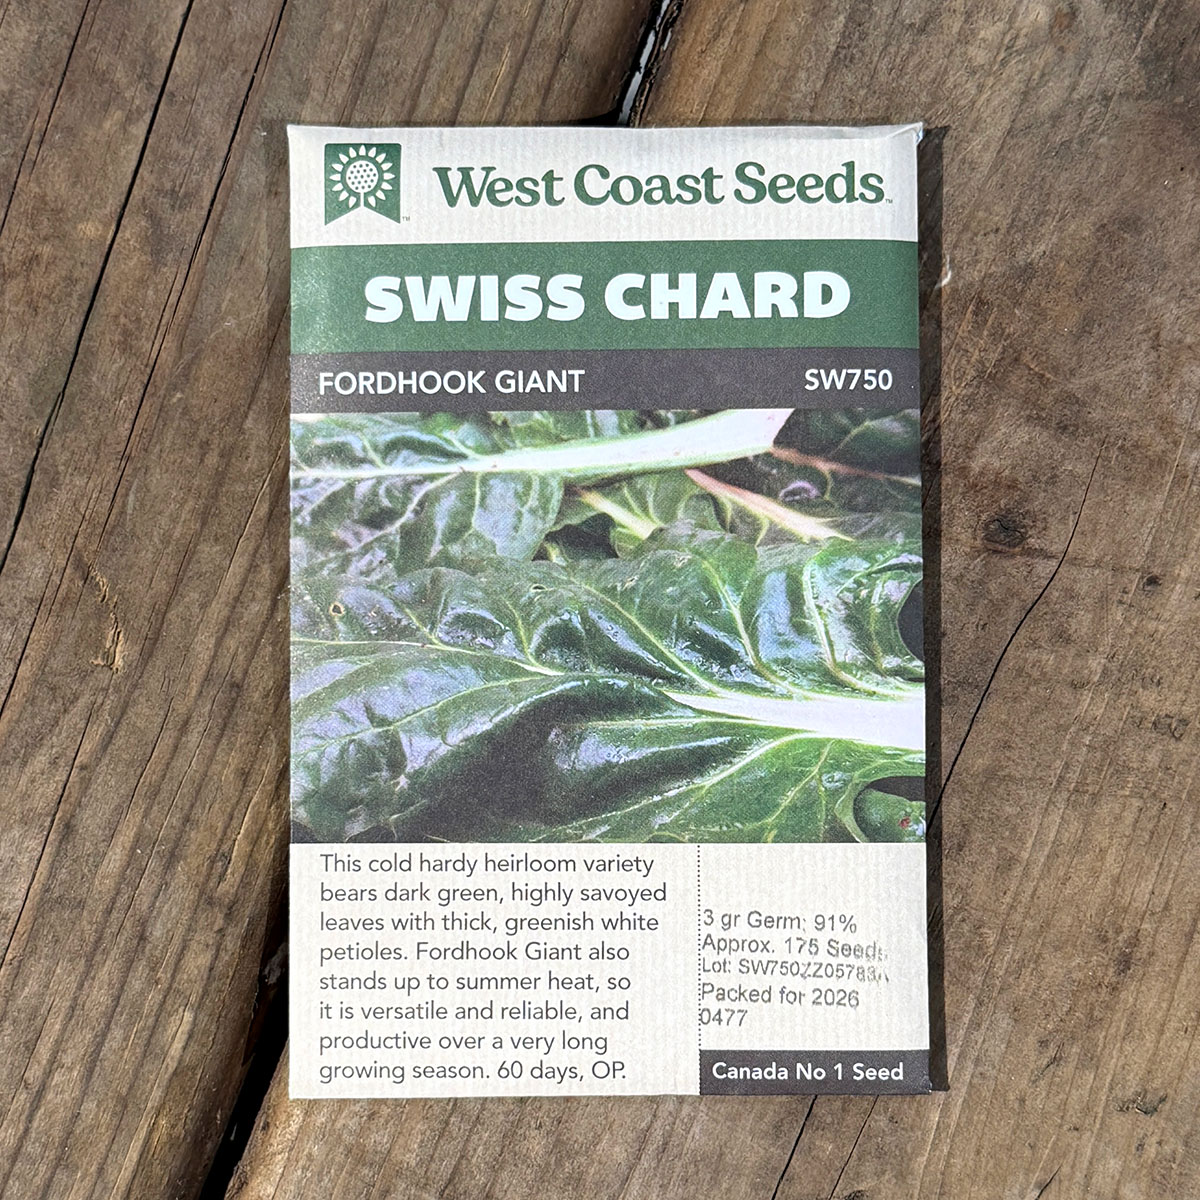 West Coast Seeds™
SWISS CHARD
FORDHOOK GIANT SW750
This cold hardy heirloom variety
bears dark green, highly savoyed
leaves with thick, greenish white
petioles. Fordhook Giant also
stands up to summer heat, so
it is versatile and reliable, and
productive over a very long
growing season. 60 days, OP.
3 gr Germ: 91%
Approx. 175 Seeds
Lot:
Packed for 2026
0477
Canada No 1 Seed